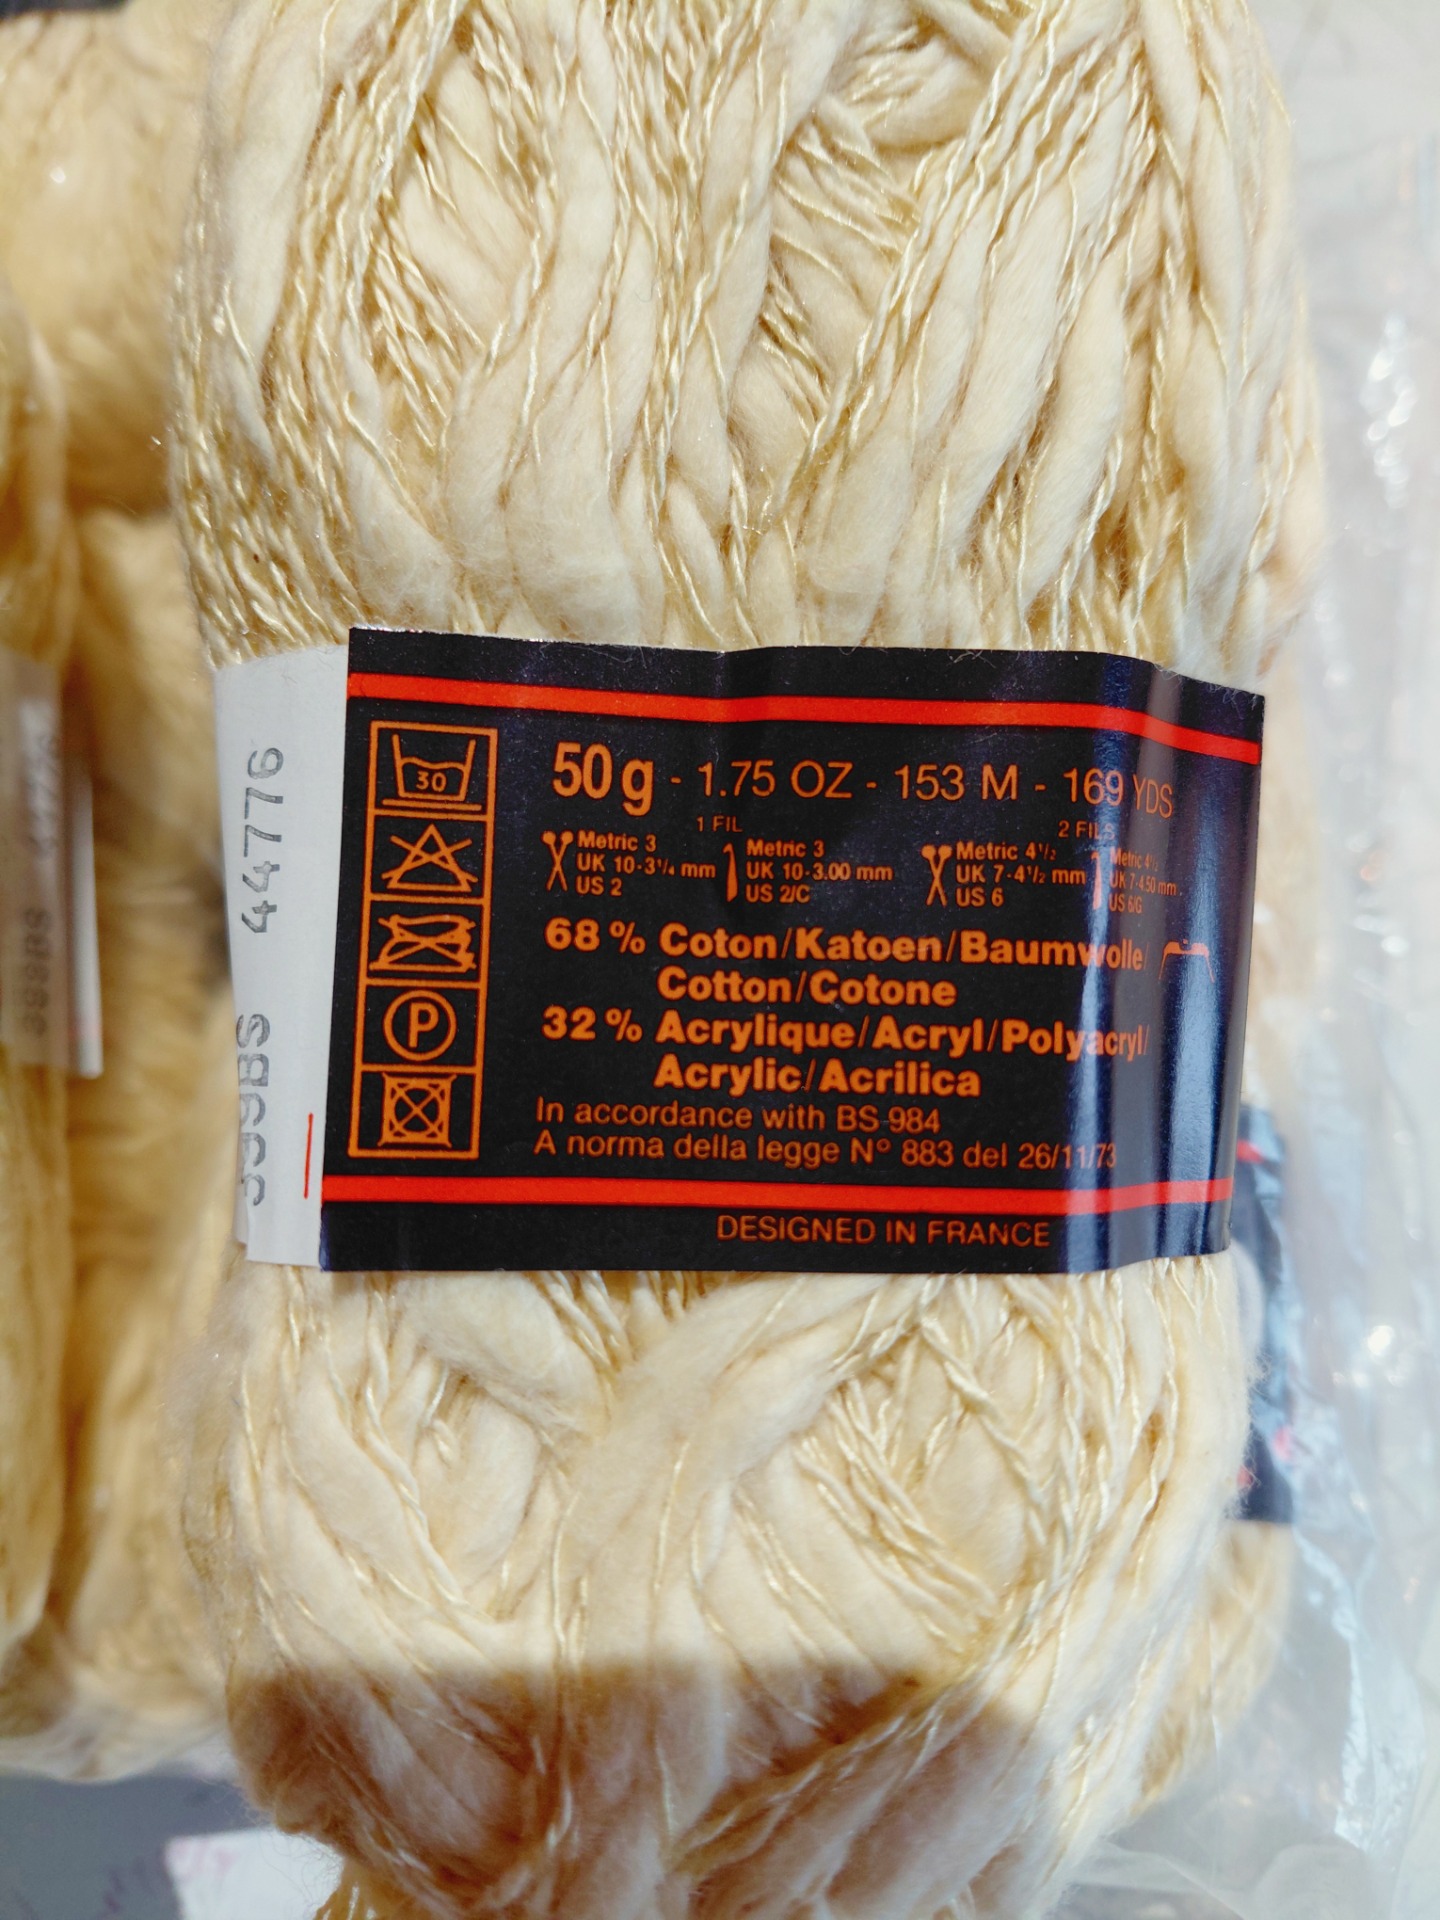 44776
399BS
30
P
50 g - 1.75 OZ - 153 M - 169 YDS
1 FIL
Metric 3
UK 10-3¼ mm
US 2
Metric 3
UK 10-3.00 mm
US 2/C
2 FILS
Metric 4½
UK 7-4½ mm
US 6
Metric 4½
UK 7-4.50 mm
US 6/G
68 % Coton/Katoen/Baumwolle/
Cotton/Cotone
32 % Acrylique/Acryl/Polyacryl/
Acrylic/Acrilica
In accordance with BS 984
A norma della legge Nº 883 del 26/11/73
DESIGNED IN FRANCE